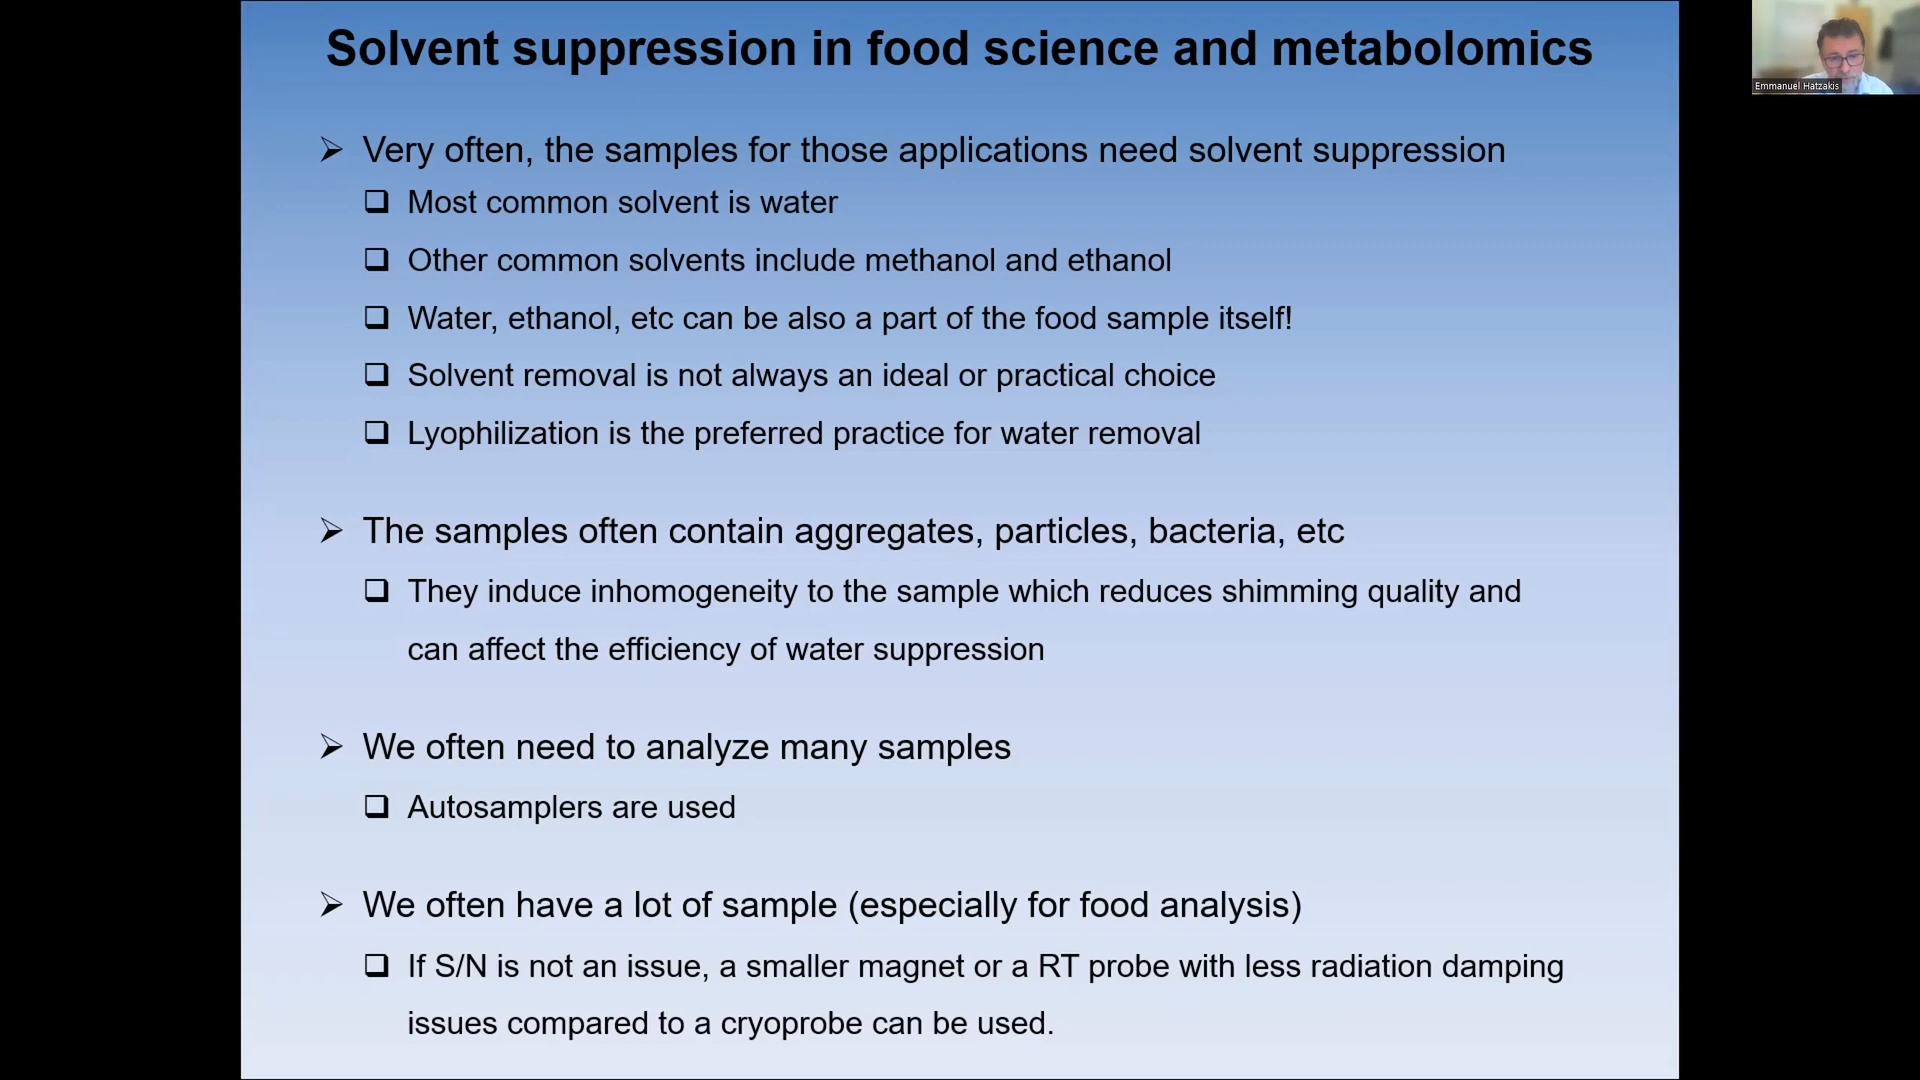 Solvent suppression in food science and metabolomics
Emmanuel Hatzakis
Very often, the samples for those applications need solvent suppression
Most common solvent is water
Other common solvents include methanol and ethanol
Water, ethanol, etc can be also a part of the food sample itself!
Solvent removal is not always an ideal or practical choice
Lyophilization is the preferred practice for water removal
The samples often contain aggregates, particles, bacteria, etc
They induce inhomogeneity to the sample which reduces shimming quality and
can affect the efficiency of water suppression
We often need to analyze many samples
Autosamplers are used
We often have a lot of sample (especially for food analysis)
If S/N is not an issue, a smaller magnet or a RT probe with less radiation damping
issues compared to a cryoprobe can be used.